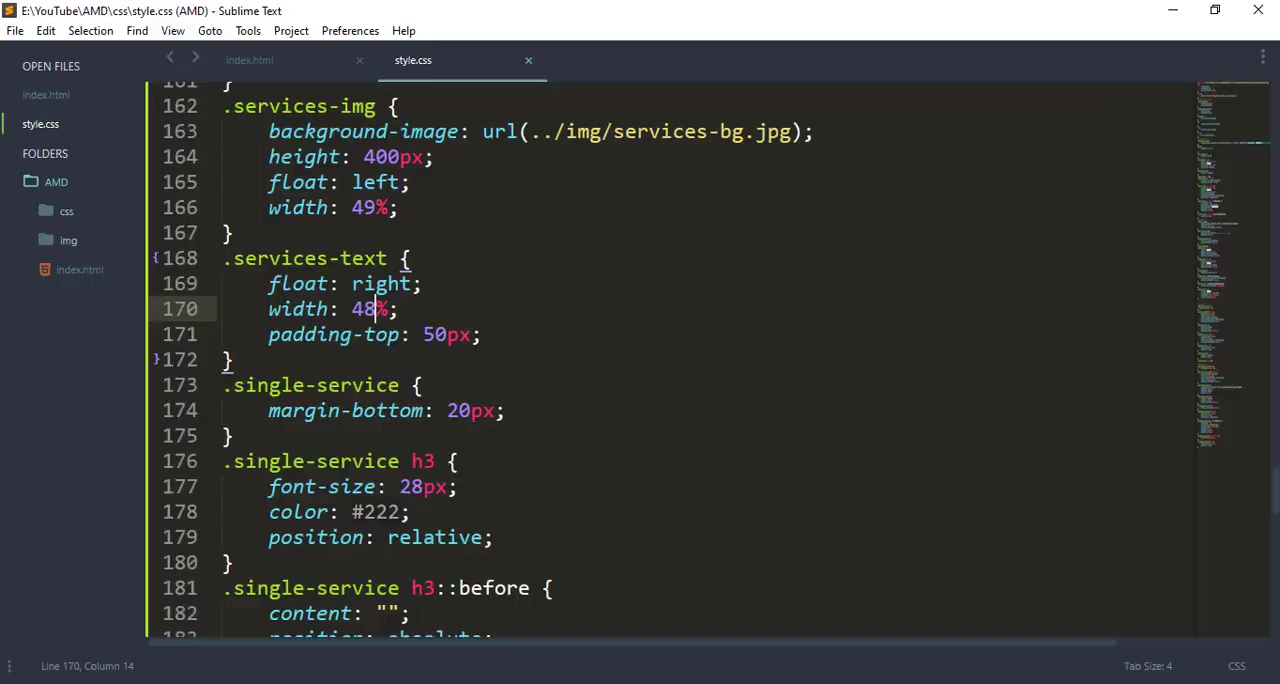 E:\YouTube\AMD\css\style.css (AMD) - Sublime Text
File Edit Selection Find View Goto Tools Project Preferences Help
OPEN FILES
index.html
style.css
FOLDERS
AMD
css
img
index.html
index.html
style.css
161 }
162 .services-img {
163 background-image: url(../img/services-bg.jpg);
164 height: 400px;
165 float: left;
166 width: 49%;
167 }
168 .services-text {
169 float: right;
170 width: 48%;
171 padding-top: 50px;
172 }
173 .single-service {
174 margin-bottom: 20px;
175 }
176 .single-service h3 {
177 font-size: 28px;
178 color: #222;
179 position: relative;
180 }
181 .single-service h3::before {
182 content: "";
183 position: absolute;
Line 170, Column 14
Tab Size: 4
CSS